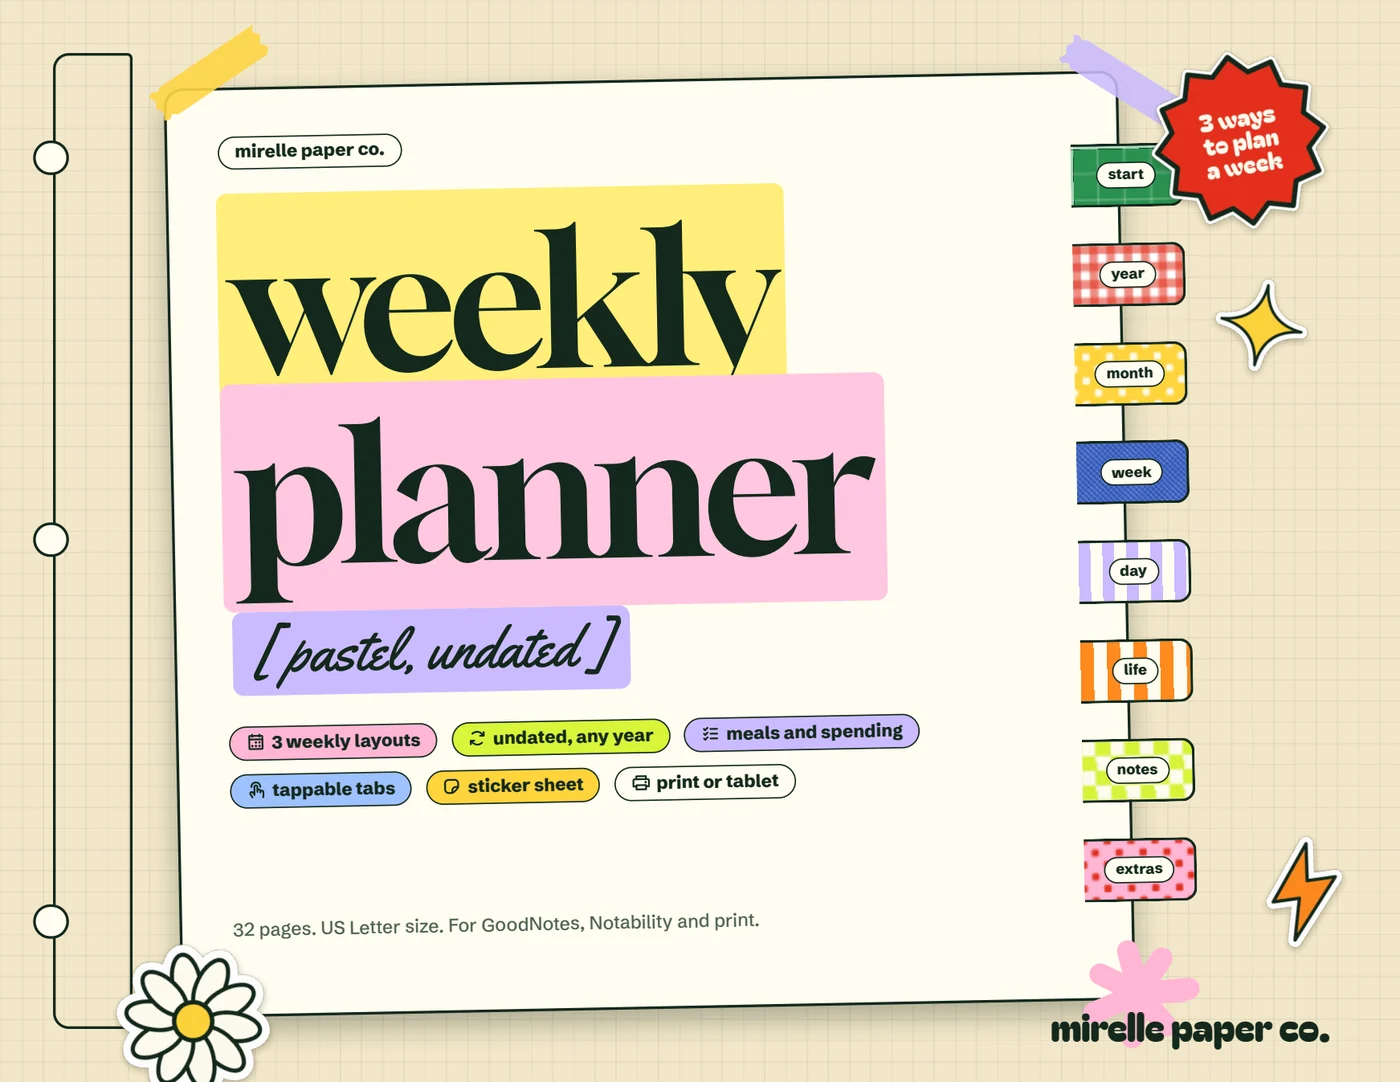 mirelle paper co.
weekly
planner
[pastel, undated]
3 weekly layouts
undated, any year
meals and spending
tappable tabs
sticker sheet
print or tablet
32 pages. US Letter size. For GoodNotes, Notability and print.
3 ways
to plan
a week
start
year
month
week
day
life
notes
extras
mirelle paper co.